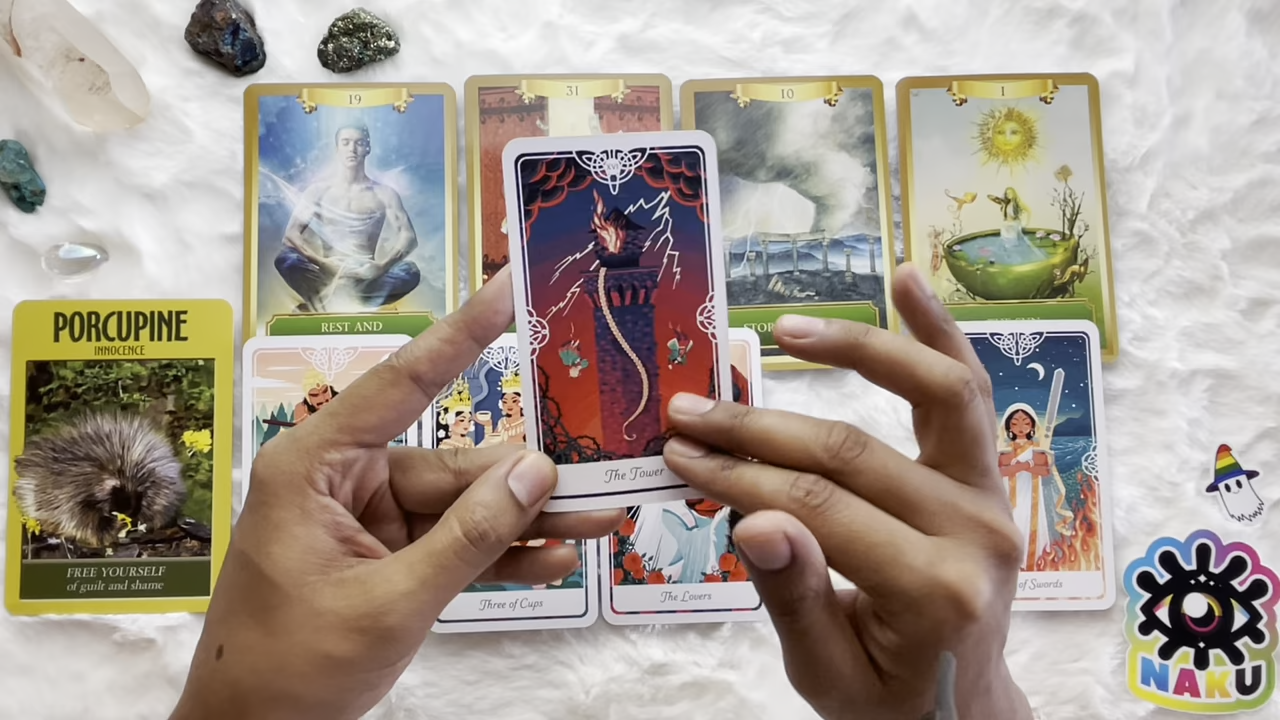 19
31
10
I
REST AND
PORCUPINE
INNOCENCE
FREE YOURSELF
of guilt and shame
The Tower
Three of Cups
The Lovers
of Swords
NAKU